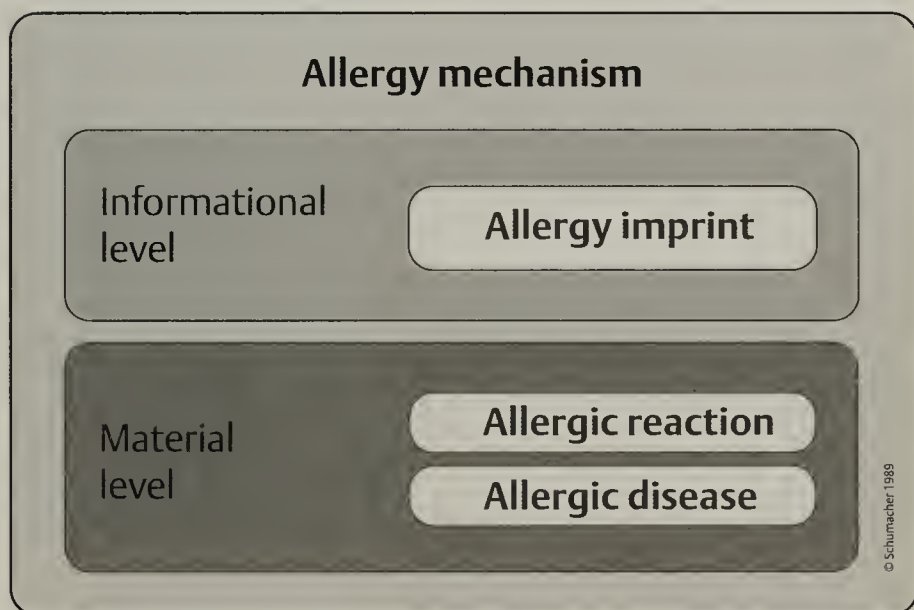 Allergy mechanism
Informational
level
Allergy imprint
Material
level
Allergic reaction
Allergic disease
© Schumacher 1989